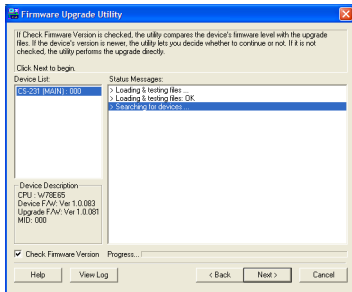 Firmware Upgrade Utility
If Check Firmware Version is checked, the utility compares the device's firmware level with the upgrade
files. If the device's version is newer, the utility lets you decide whether to continue or not. If it is not
checked, the utility performs the upgrade directly.
Click Next to begin.
Device List:
Status Messages:
CS-231 (MAIN) : 000
> Loading & testing files ...
> Loading & testing files: OK
> Searching for devices ...
Device Description
CPU : W78E65
Device F/W: Ver 1.0.083
Upgrade F/W: Ver 1.0.081
MID: 000
Check Firmware Version
Progress...
Help
View Log
< Back
Next >
Cancel